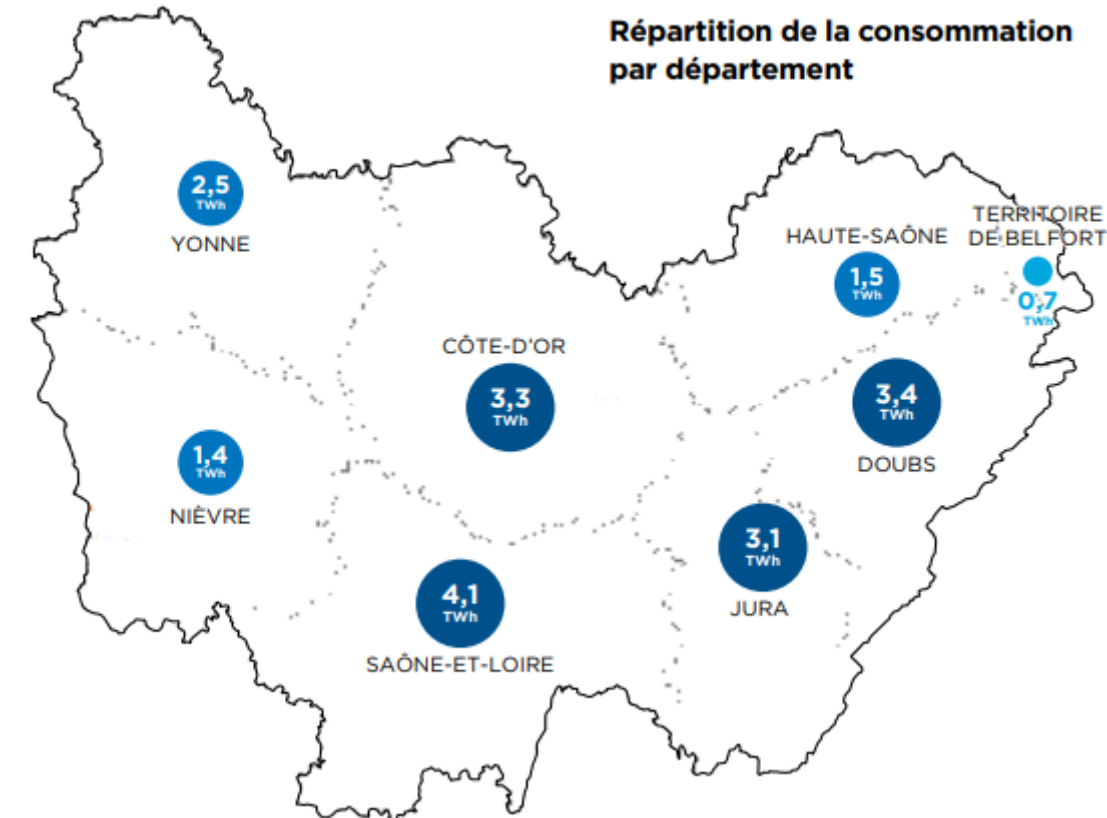 Répartition de la consommation
par département
2,5
TWh
YONNE
HAUTE-SAÔNE
1,5
TWh
TERRITOIRE
DE BELFORT
0,7
TWh
CÔTE-D'OR
3,3
TWh
3,4
TWh
DOUBS
1,4
TWh
NIÈVRE
3,1
TWh
JURA
4,1
TWh
SAÔNE-ET-LOIRE